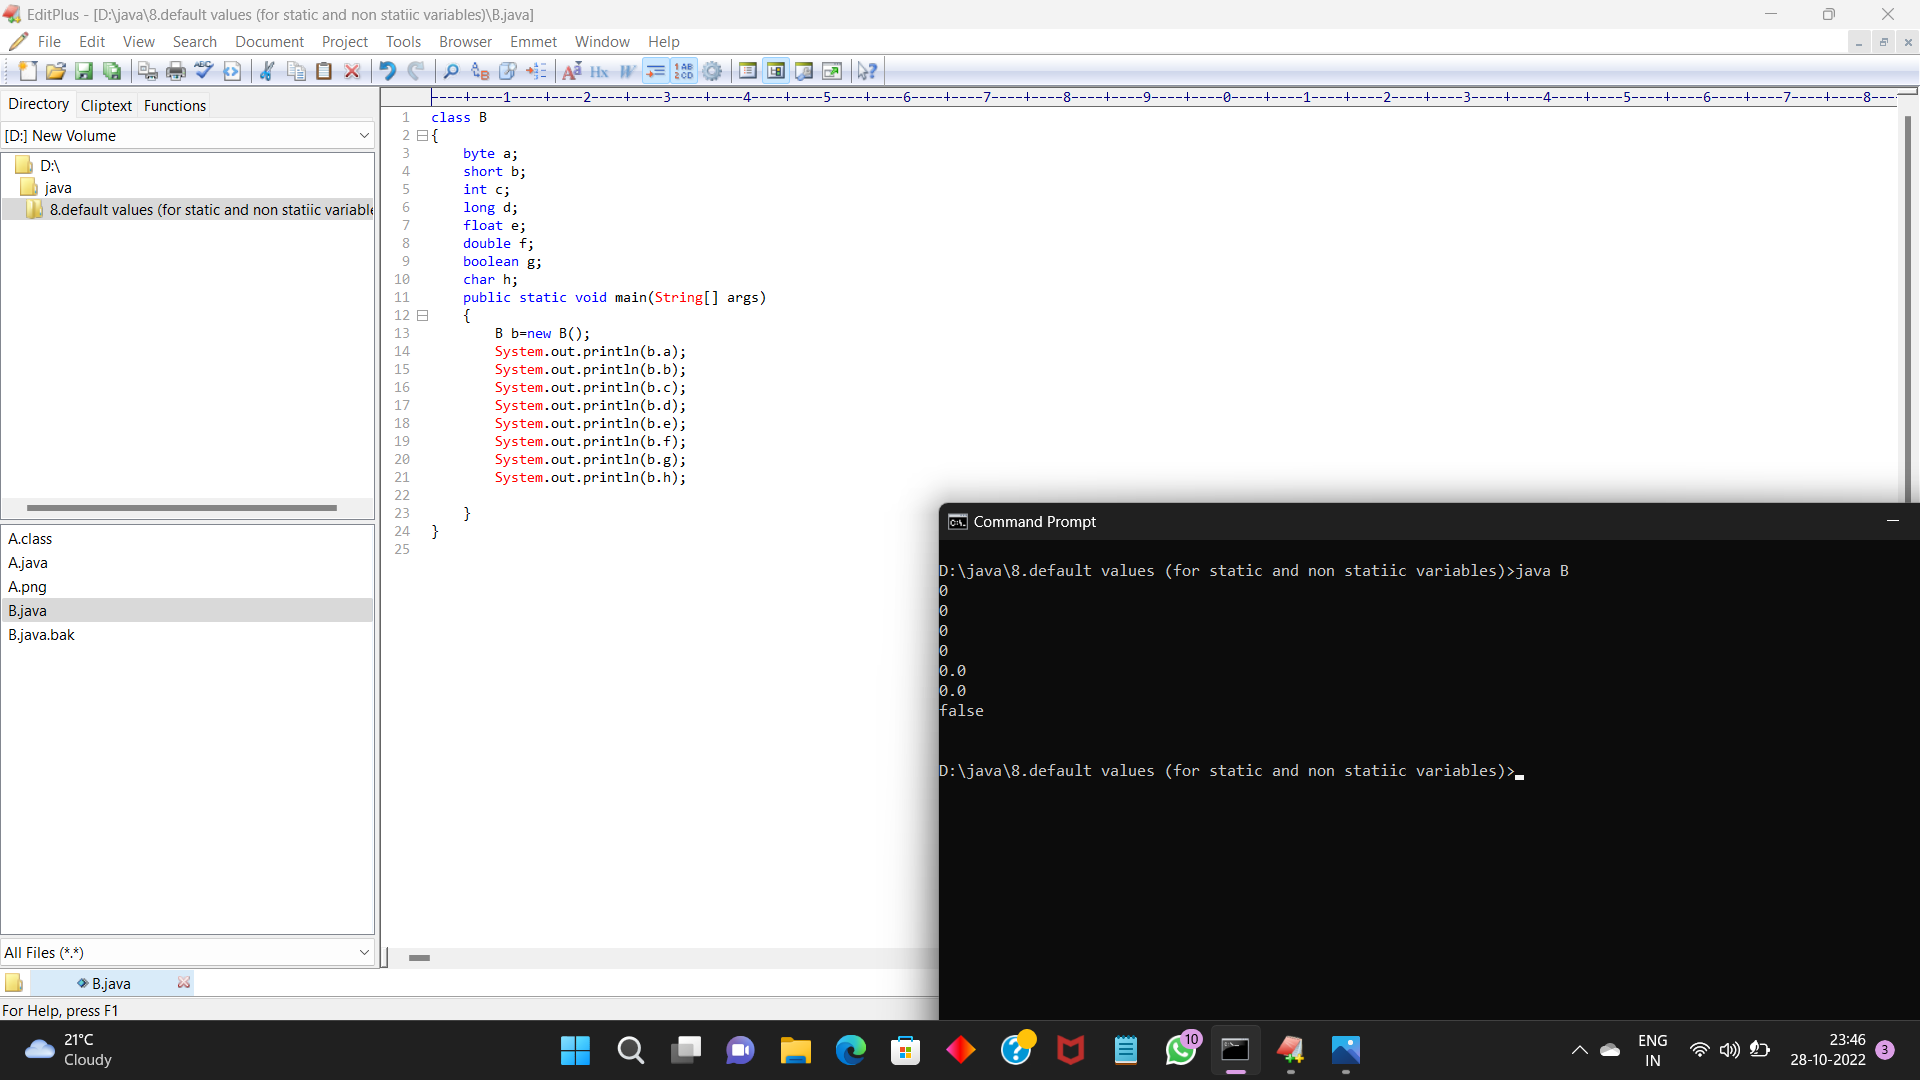 EditPlus - [D:\java\8.default values (for static and non statiic variables)\B.java]
File Edit View Search Document Project Tools Browser Emmet Window Help
Directory Cliptext Functions
[D:] New Volume
D:\
java
8.default values (for static and non statiic variable
A.class
A.java
A.png
B.java
B.java.bak
All Files (*.*)
----+----1----+----2----+----3----+----4----+----5----+----6----+----7----+----8----+----9----+----0----+----1----+----2----+----3----+----4----+----5----+----6----+----7----+----8----
1 class B
2 {
3 byte a;
4 short b;
5 int c;
6 long d;
7 float e;
8 double f;
9 boolean g;
10 char h;
11 public static void main(String[] args)
12 {
13 B b=new B();
14 System.out.println(b.a);
15 System.out.println(b.b);
16 System.out.println(b.c);
17 System.out.println(b.d);
18 System.out.println(b.e);
19 System.out.println(b.f);
20 System.out.println(b.g);
21 System.out.println(b.h);
22
23 }
24 }
25
Command Prompt
D:\java\8.default values (for static and non statiic variables)>java B
0
0
0
0
0.0
0.0
false
D:\java\8.default values (for static and non statiic variables)>
B.java
For Help, press F1
21°C
Cloudy
10
ENG
IN
23:46
28-10-2022
3